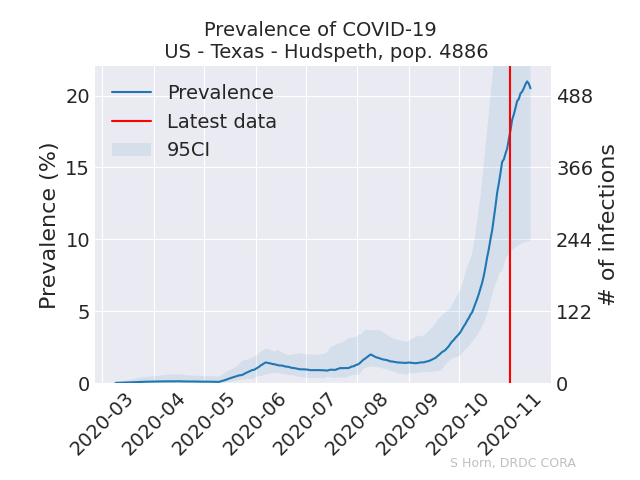 Prevalence of COVID-19
US - Texas - Hudspeth, pop. 4886
Prevalence
Latest data
95CI
Prevalence (%)
20
15
10
5
0
488
366
244
122
0
# of infections
2020-03
2020-04
2020-05
2020-06
2020-07
2020-08
2020-09
2020-10
2020-11
S Horn, DRDC CORA